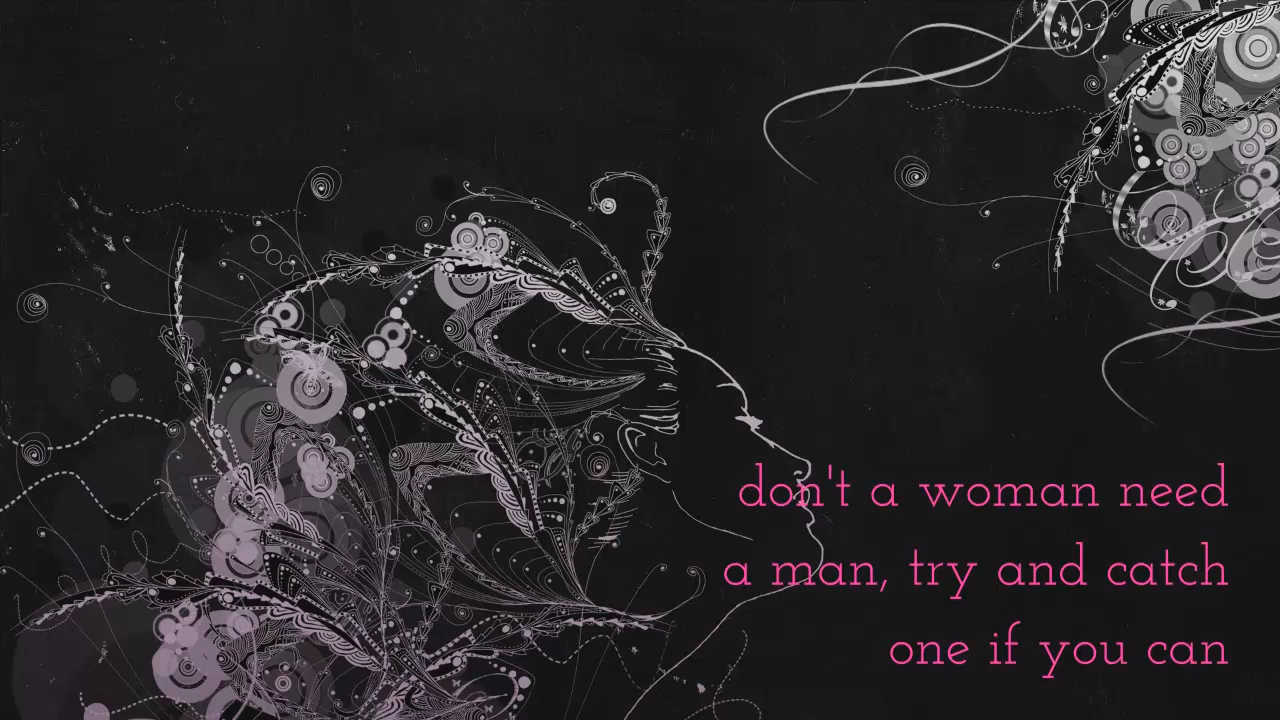 don't a woman need
a man, try and catch
one if you can